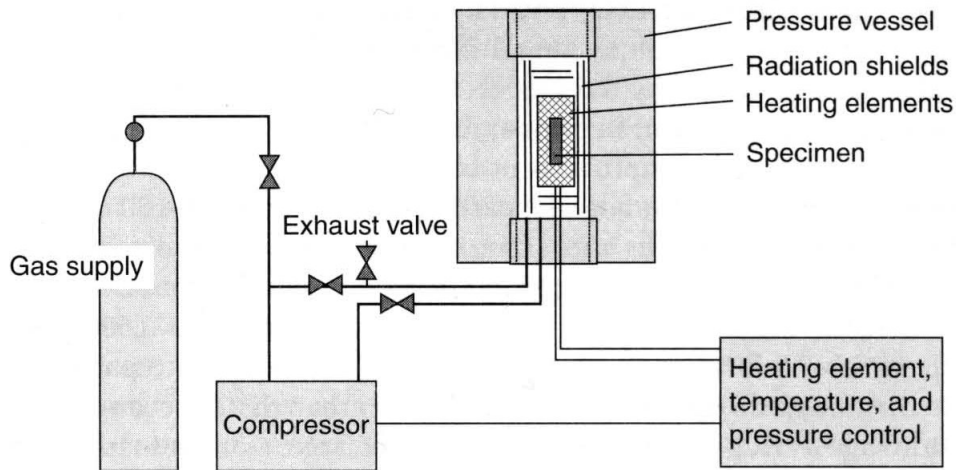 Pressure vessel
Radiation shields
Heating elements
Specimen
Exhaust valve
Gas supply
Compressor
Heating element,
temperature, and
pressure control